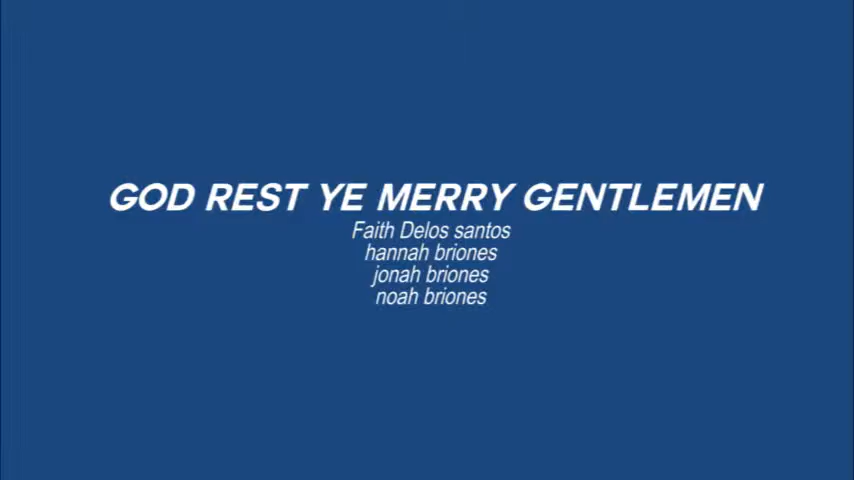 GOD REST YE MERRY GENTLEMEN
Faith Delos santos
hannah briones
jonah briones
noah briones